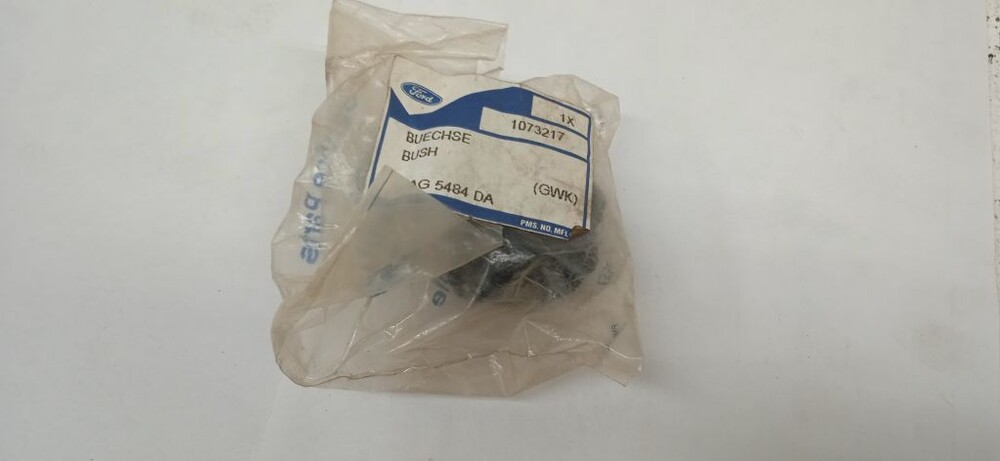 Ford
1X
1073217
BUECHSE
BUSH
AG 5484 DA
(GWK)
PMS. NO. MFL